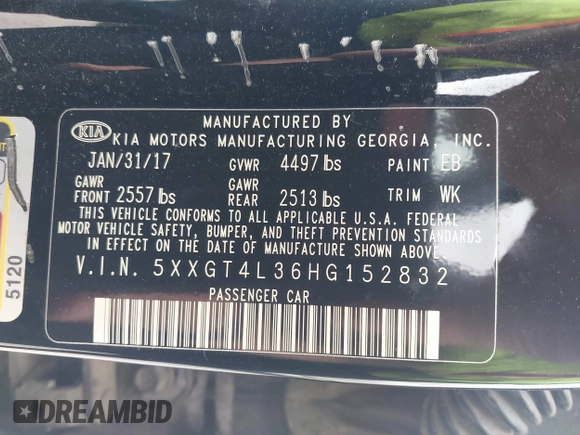 MANUFACTURED BY
KIA KIA MOTORS MANUFACTURING GEORGIA, INC.
JAN/31/17 GVWR 4497 lbs PAINT EB
GAWR FRONT 2557 lbs GAWR REAR 2513 lbs TRIM WK
THIS VEHICLE CONFORMS TO ALL APPLICABLE U.S.A. FEDERAL
MOTOR VEHICLE SAFETY, BUMPER, AND THEFT PREVENTION STANDARDS
IN EFFECT ON THE DATE OF MANUFACTURE SHOWN ABOVE.
V.I.N. 5XXGT4L36HG152832
PASSENGER CAR
5120
DREAMBID